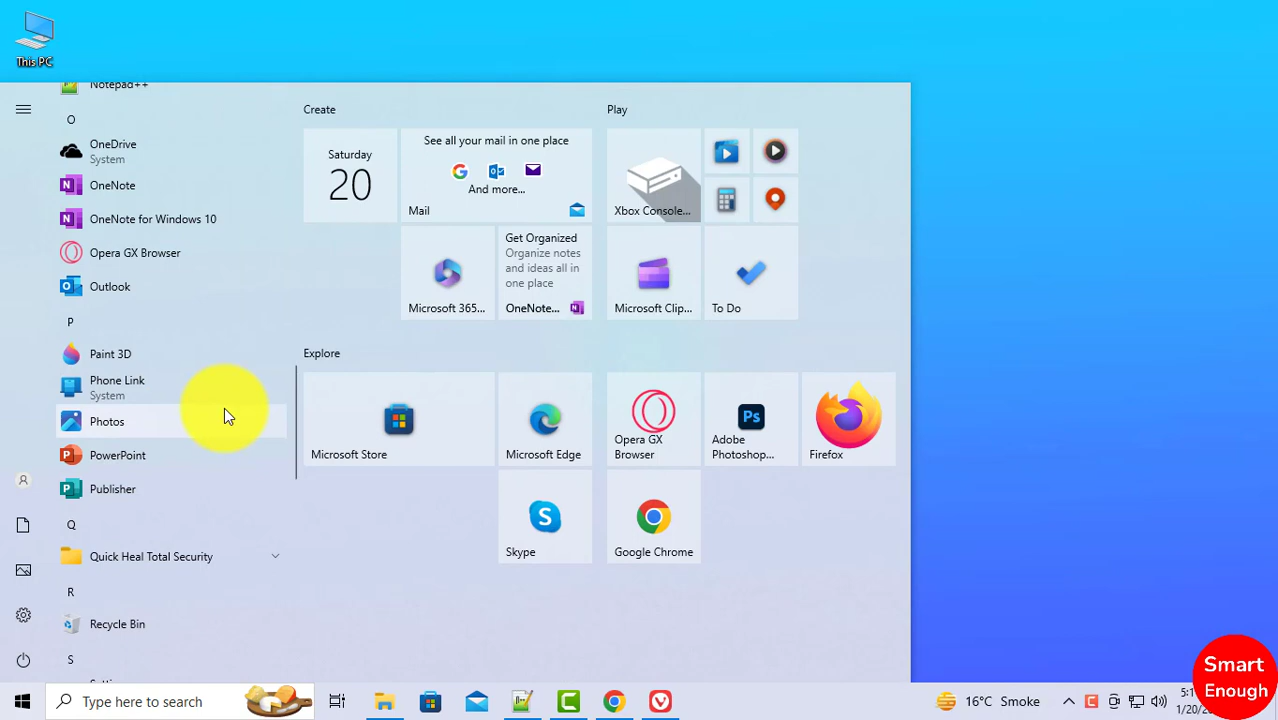 This PC
Notepad++
O
OneDrive
System
OneNote
OneNote for Windows 10
Opera GX Browser
Outlook
P
Paint 3D
Phone Link
System
Photos
PowerPoint
Publisher
Q
Quick Heal Total Security
R
Recycle Bin
S
Create
Saturday
20
See all your mail in one place
And more...
Mail
Microsoft 365...
Get Organized
Organize notes
and ideas all in
one place
OneNote...
Play
Xbox Console...
Microsoft Clip...
To Do
Explore
Microsoft Store
Microsoft Edge
Opera GX
Browser
Ps
Adobe
Photoshop...
Firefox
S
Skype
Google Chrome
Type here to search
16°C Smoke
Smart
Enough